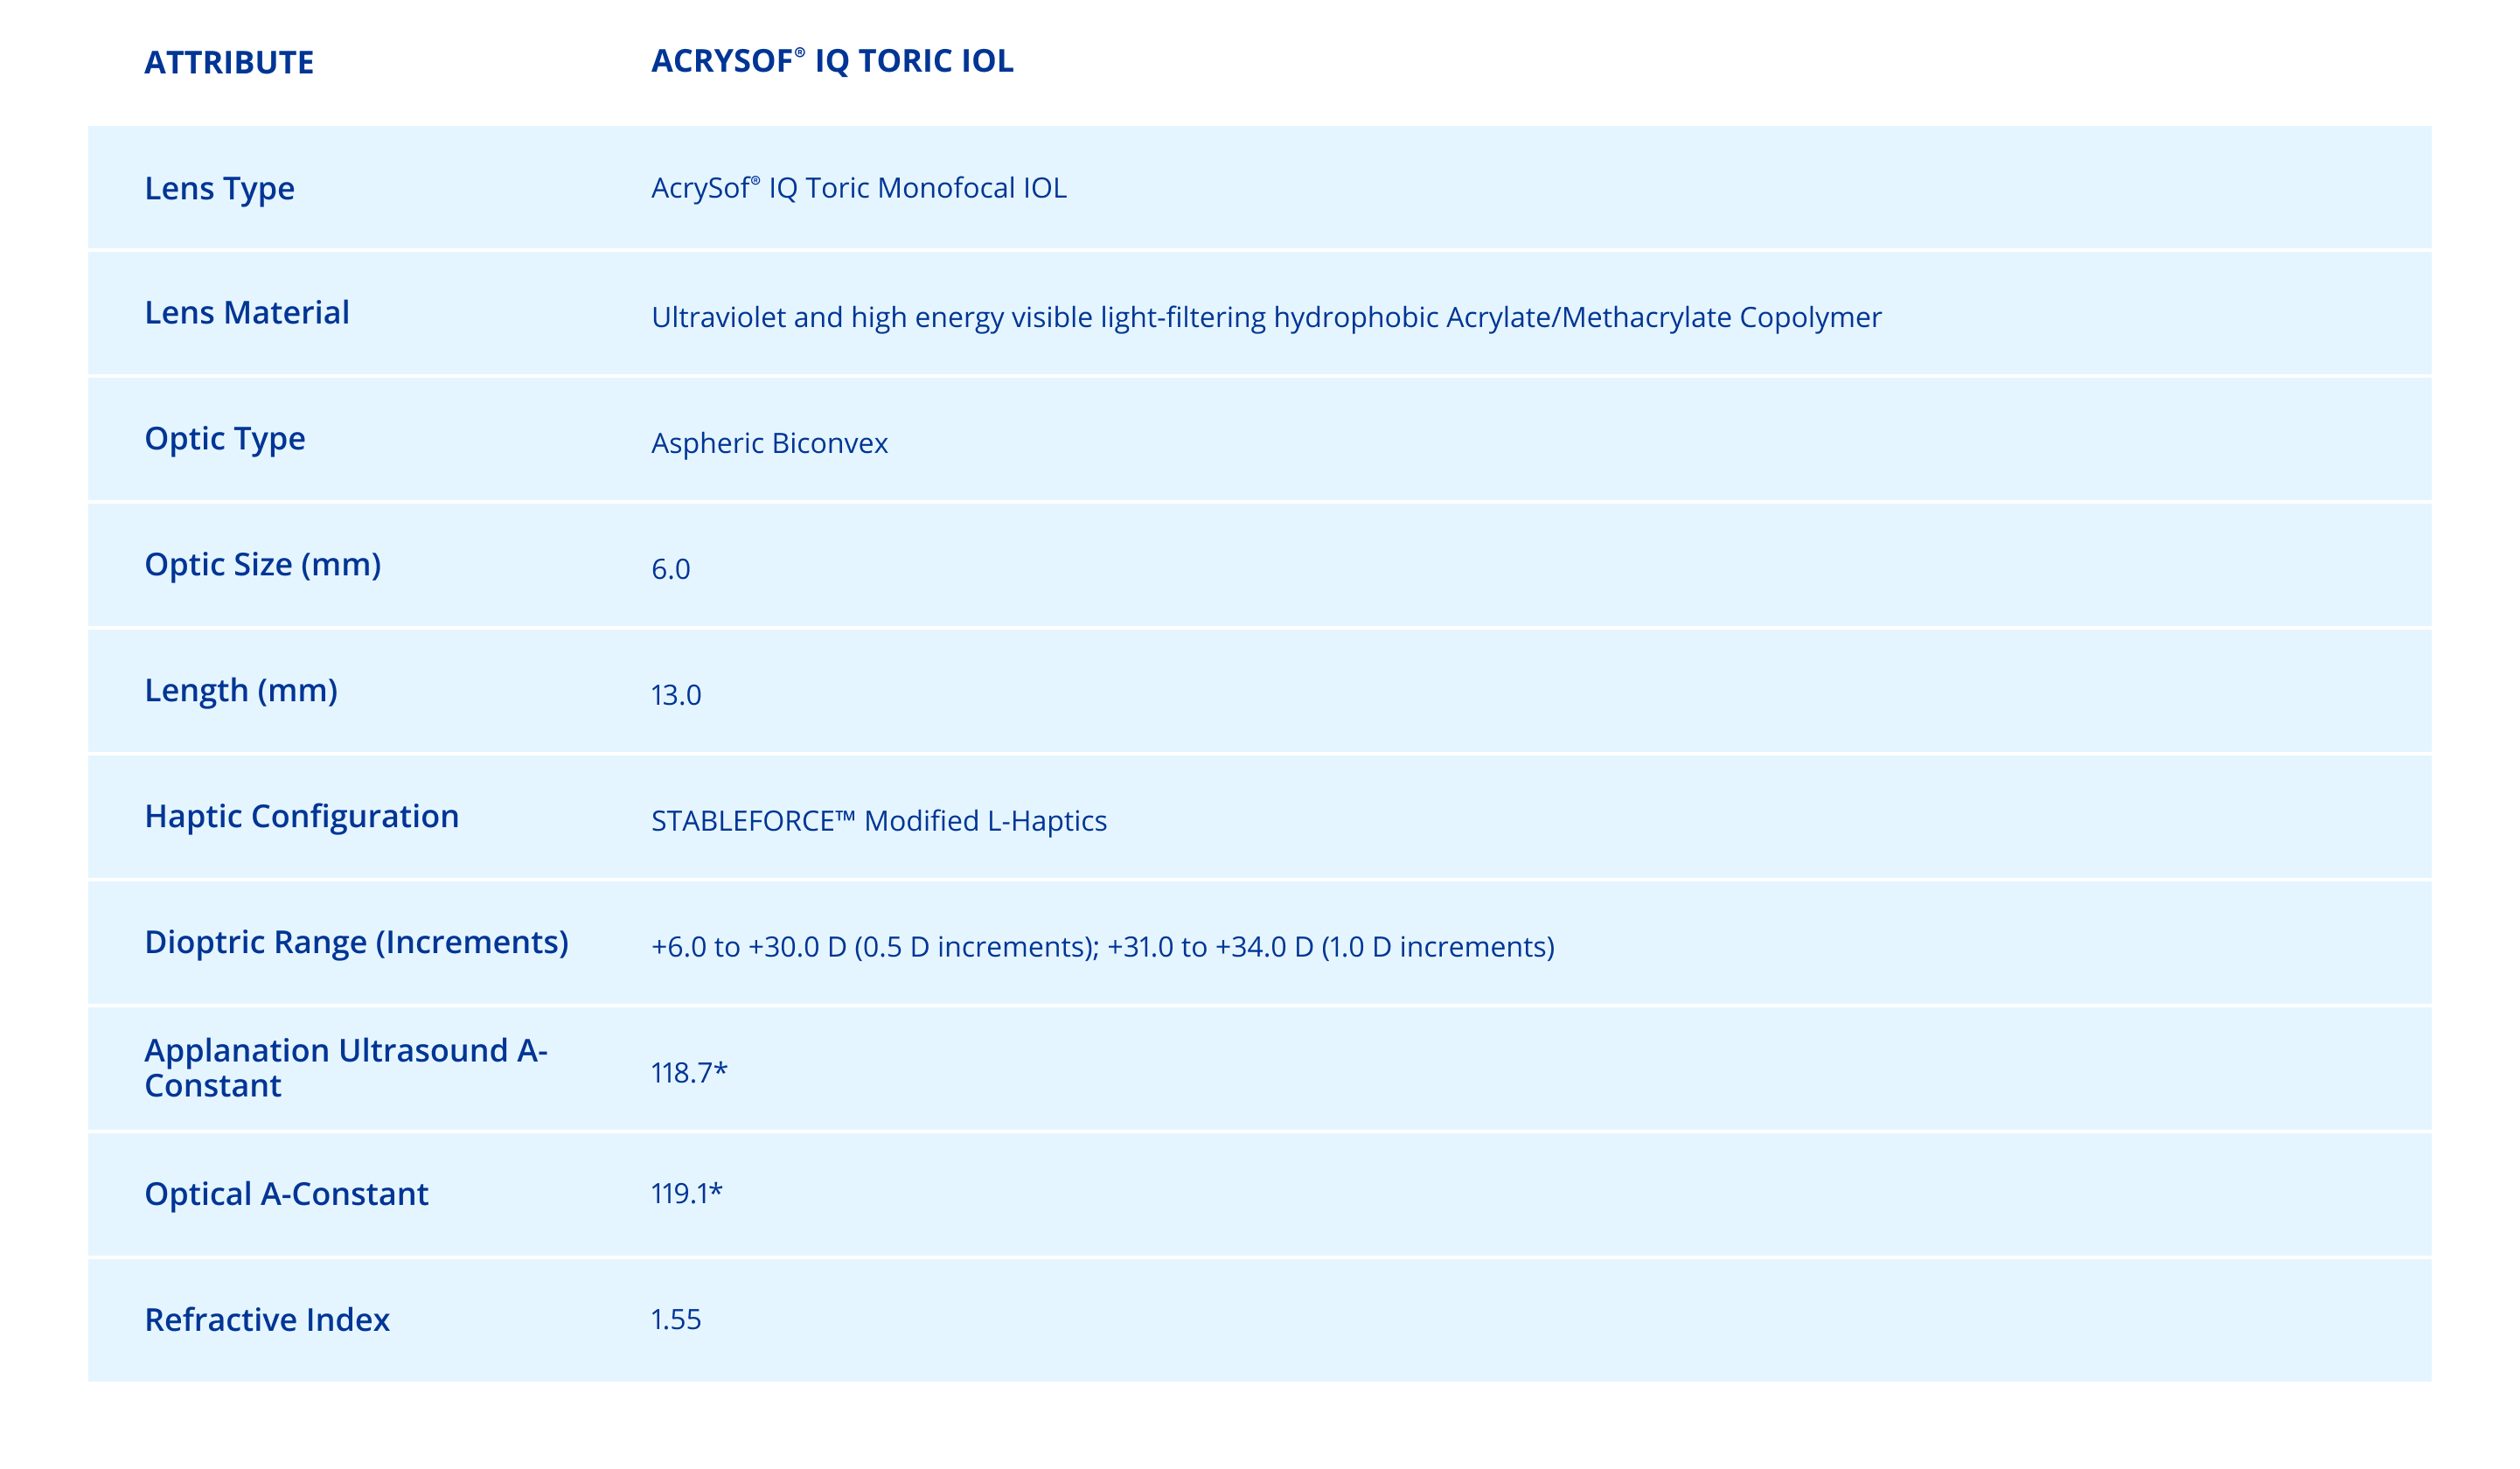 ATTRIBUTE ACRYSOF® IQ TORIC IOL
Lens Type AcrySof® IQ Toric Monofocal IOL
Lens Material Ultraviolet and high energy visible light-filtering hydrophobic Acrylate/Methacrylate Copolymer
Optic Type Aspheric Biconvex
Optic Size (mm) 6.0
Length (mm) 13.0
Haptic Configuration STABLEFORCE™ Modified L-Haptics
Dioptric Range (Increments) +6.0 to +30.0 D (0.5 D increments); +31.0 to +34.0 D (1.0 D increments)
Applanation Ultrasound A-
Constant 118.7*
Optical A-Constant 119.1*
Refractive Index 1.55